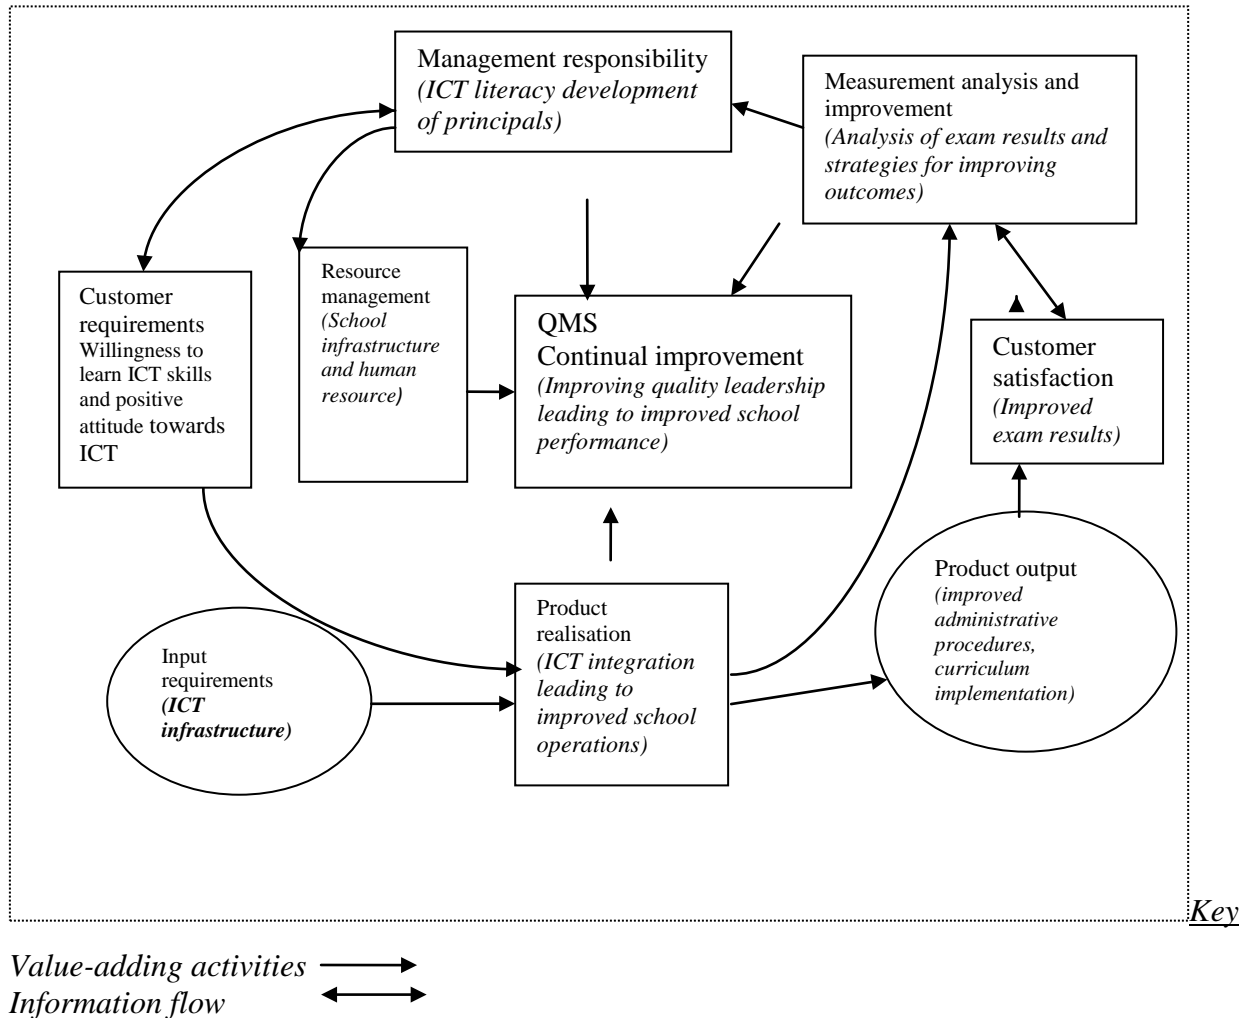 Management responsibility
(ICT literacy development
of principals)
Measurement analysis and
improvement
(Analysis of exam results and
strategies for improving
outcomes)
Customer
requirements
Willingness to
learn ICT skills
and positive
attitude towards
ICT
Resource
management
(School
infrastructure
and human
resource)
QMS
Continual improvement
(Improving quality leadership
leading to improved school
performance)
Customer
satisfaction
(Improved
exam results)
Input
requirements
(ICT
infrastructure)
Product
realisation
(ICT integration
leading to
improved school
operations)
Product output
(improved
administrative
procedures,
curriculum
implementation)
Key
Value-adding activities
Information flow